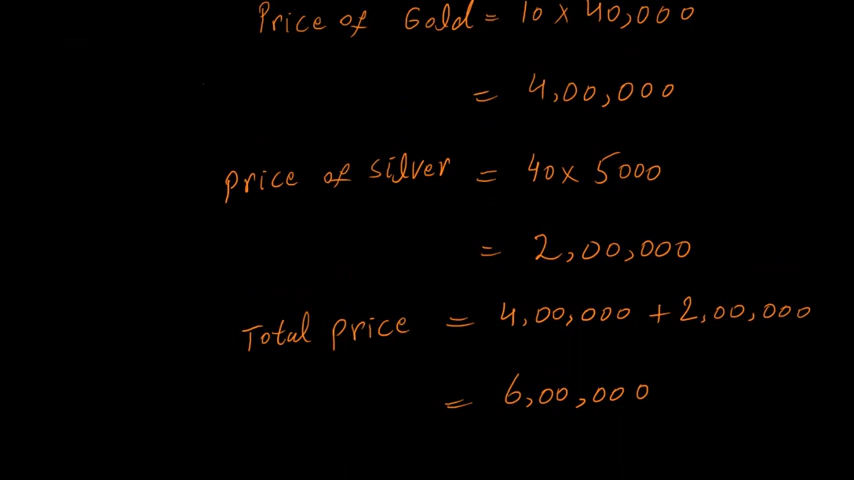 Price of Gold = 10 x 40,000
= 4,00,000
price of silver = 40 x 5000
= 2,00,000
Total price = 4,00,000 + 2,00,000
= 6,00,000